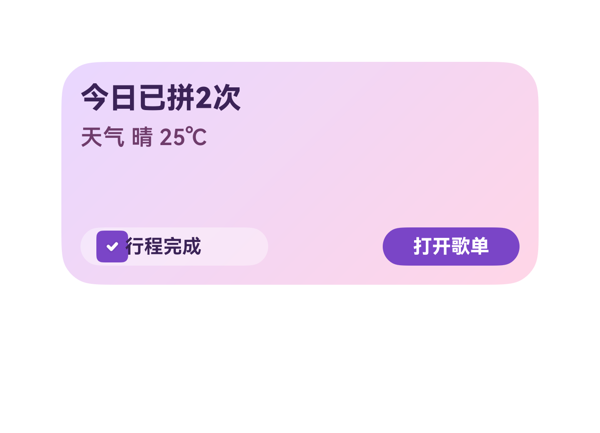 今日已拼2次
天气 晴 25℃
行程完成
打开歌单